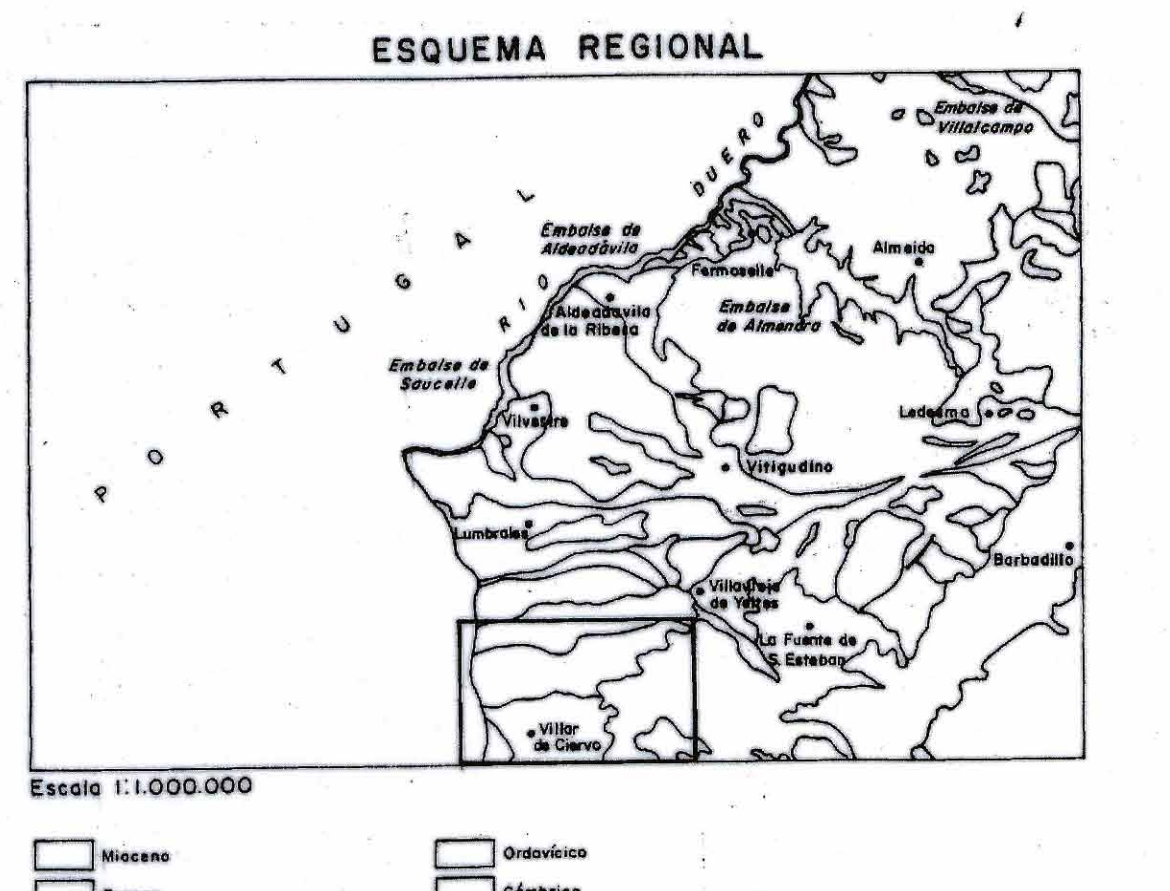 ESQUEMA REGIONAL
Embalse de
Villalcampo
RIO DUERO
PORTUGAL
Embalse de
Aldeadávila
Almeida
Fermoselle
Aldeadávila
de la Ribera
Embalse
de Almendra
Embalse de
Saucelle
Vilvestre
Ledesma
Vitigudino
Lumbrales
Barbadillo
Villavieja
de Yeltes
La Fuente de
S. Esteban
Villar
de Ciervo
Escala 1:1.000.000
Mioceno
Ordovícico
Cámbrico